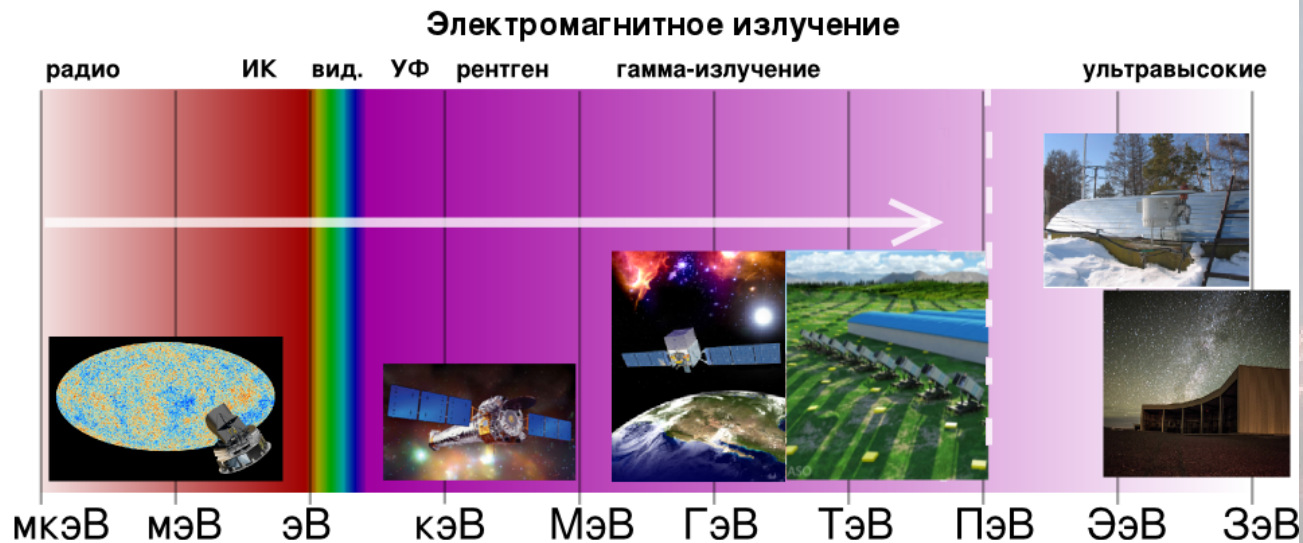 Электромагнитное излучение
радио ИК вид. УФ рентген гамма-излучение ультравысокие
ASO
мкэВ мэВ эВ кэВ МэВ ГэВ ТэВ ПэВ ЭэВ ЗэВ